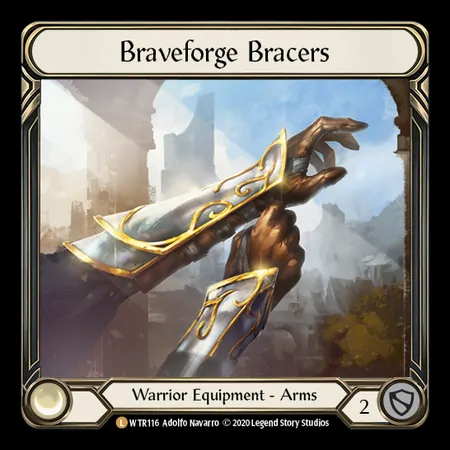 Braveforge Bracers
Warrior Equipment - Arms
2
L WTR116 Adolfo Navarro © 2020 Legend Story Studios